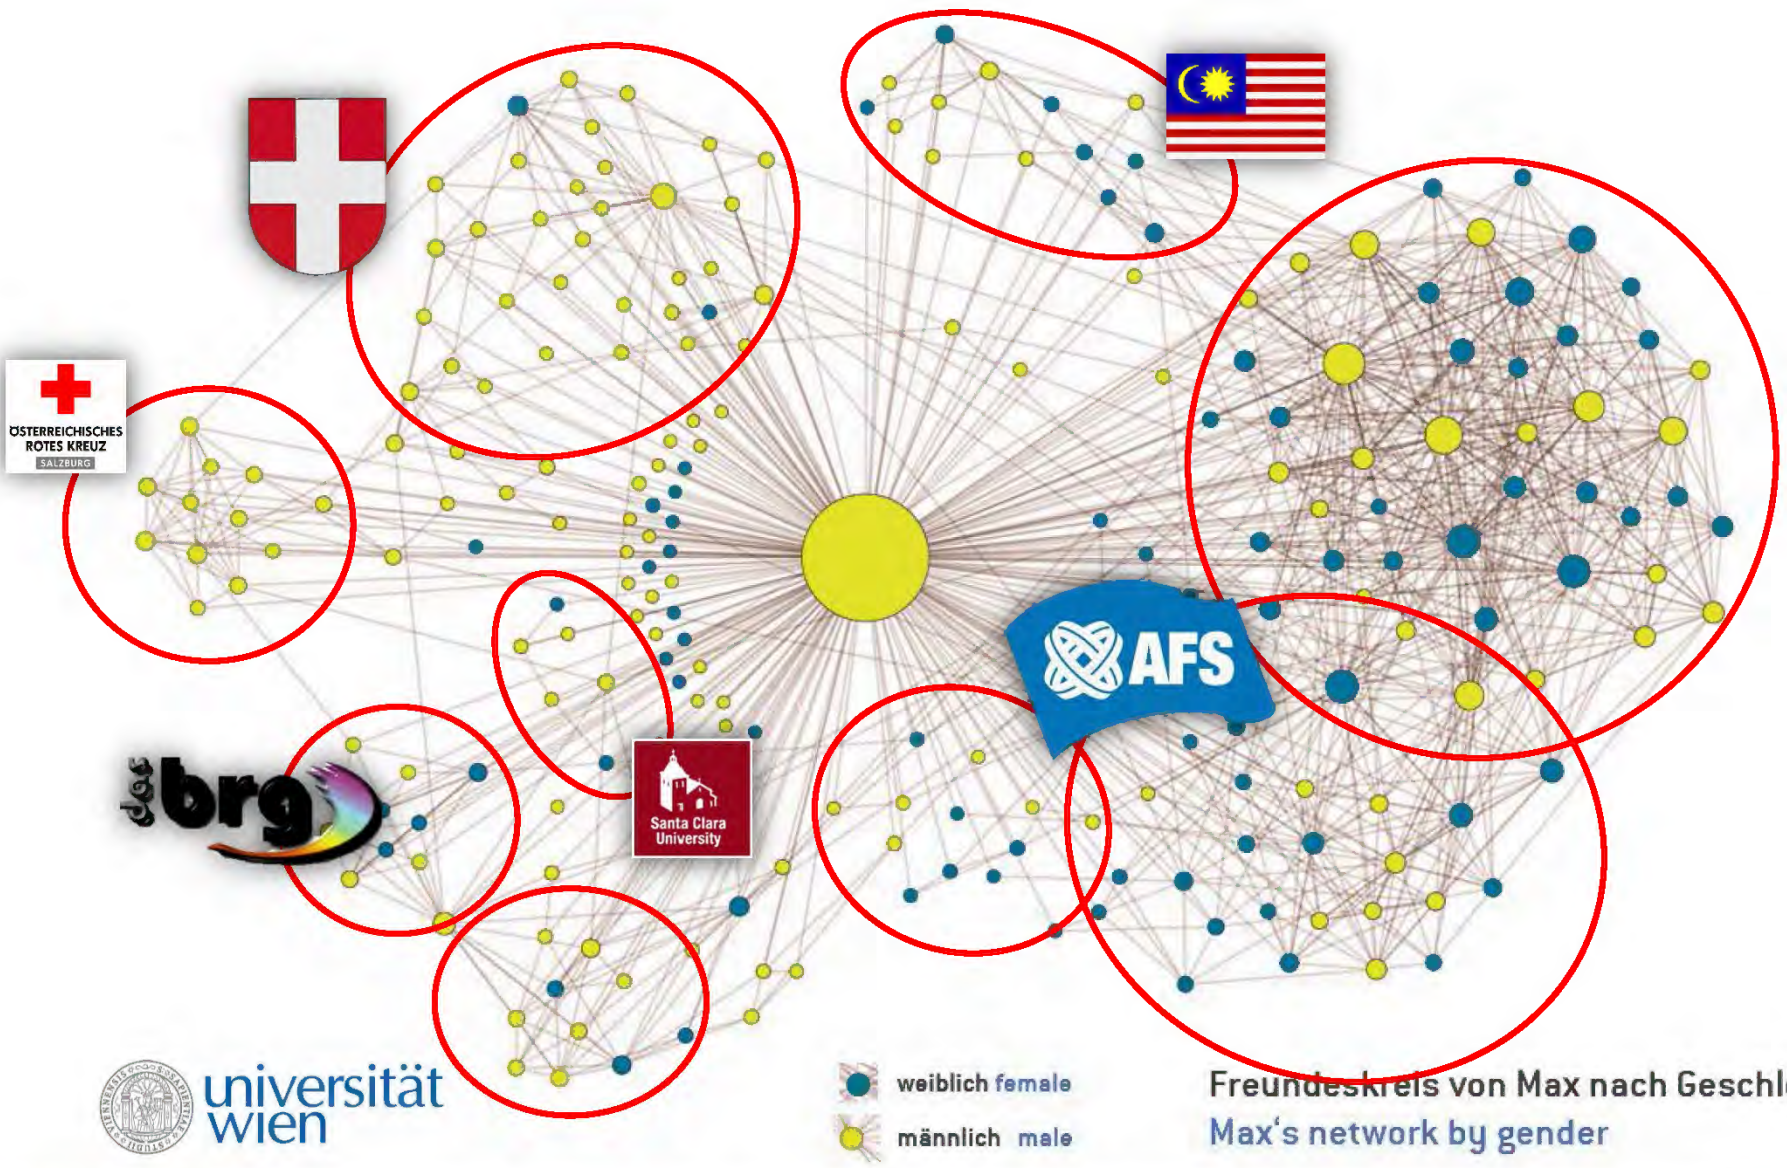 ÖSTERREICHISCHES
ROTES KREUZ
SALZBURG
AFS
das brg
Santa Clara
University
universität
wien
weiblich female
männlich male
Freundeskreis von Max nach Geschl
Max's network by gender